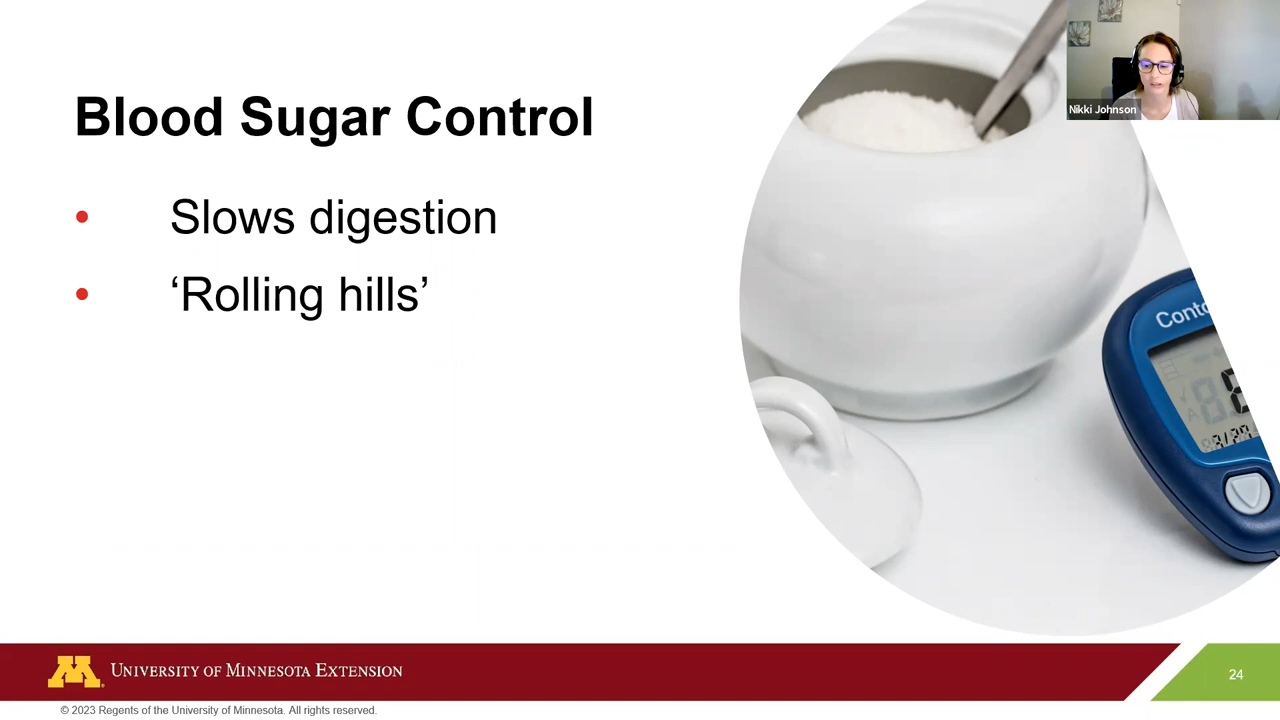 Blood Sugar Control
• Slows digestion
• ‘Rolling hills’
Nikki Johnson
Conto
UNIVERSITY OF MINNESOTA EXTENSION
24
© 2023 Regents of the University of Minnesota. All rights reserved.